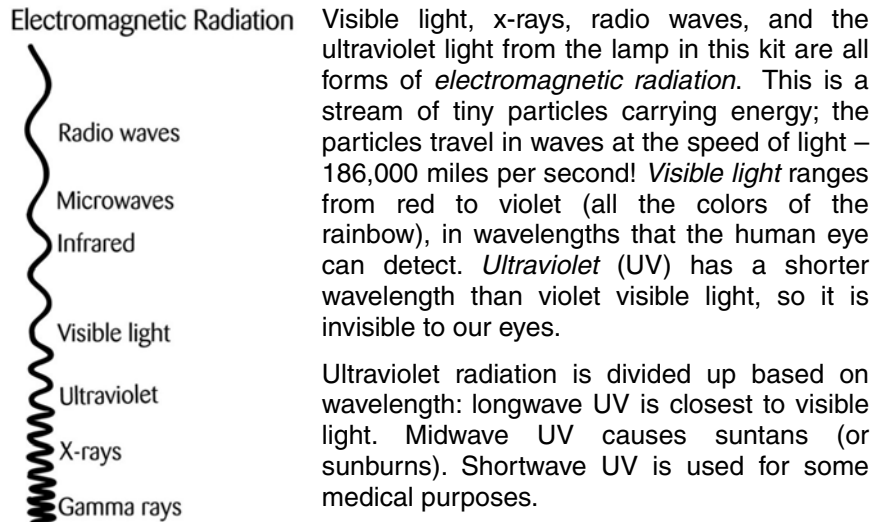 Electromagnetic Radiation
Radio waves
Microwaves
Infrared
Visible light
Ultraviolet
X-rays
Gamma rays
Visible light, x-rays, radio waves, and the
ultraviolet light from the lamp in this kit are all
forms of electromagnetic radiation. This is a
stream of tiny particles carrying energy; the
particles travel in waves at the speed of light –
186,000 miles per second! Visible light ranges
from red to violet (all the colors of the
rainbow), in wavelengths that the human eye
can detect. Ultraviolet (UV) has a shorter
wavelength than violet visible light, so it is
invisible to our eyes.
Ultraviolet radiation is divided up based on
wavelength: longwave UV is closest to visible
light. Midwave UV causes suntans (or
sunburns). Shortwave UV is used for some
medical purposes.